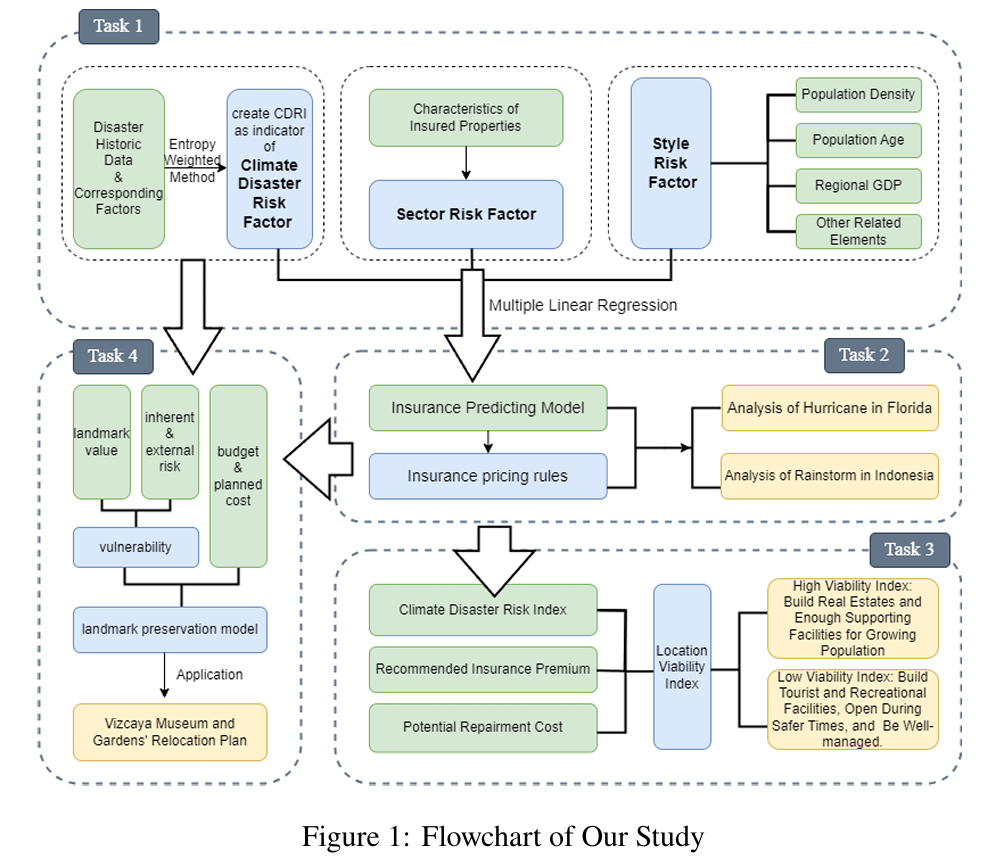 Task 1
Disaster
Historic
Data
&
Corresponding
Factors
Entropy
Weighted
Method
create CDRI
as indicator
of
Climate
Disaster
Risk
Factor
Characteristics of
Insured Properties
Sector Risk Factor
Style
Risk
Factor
Population Density
Population Age
Regional GDP
Other Related
Elements
Multiple Linear Regression
Task 4
landmark
value
inherent
&
external
risk
budget
&
planned
cost
vulnerability
landmark preservation model
Application
Vizcaya Museum and
Gardens' Relocation Plan
Task 2
Insurance Predicting Model
Insurance pricing rules
Analysis of Hurricane in Florida
Analysis of Rainstorm in Indonesia
Task 3
Climate Disaster Risk Index
Recommended Insurance Premium
Potential Repairment Cost
Location
Viability
Index
High Viability Index:
Build Real Estates and
Enough Supporting
Facilities for Growing
Population
Low Viability Index: Build
Tourist and Recreational
Facilities, Open During
Safer Times, and Be Well-
managed.
Figure 1: Flowchart of Our Study